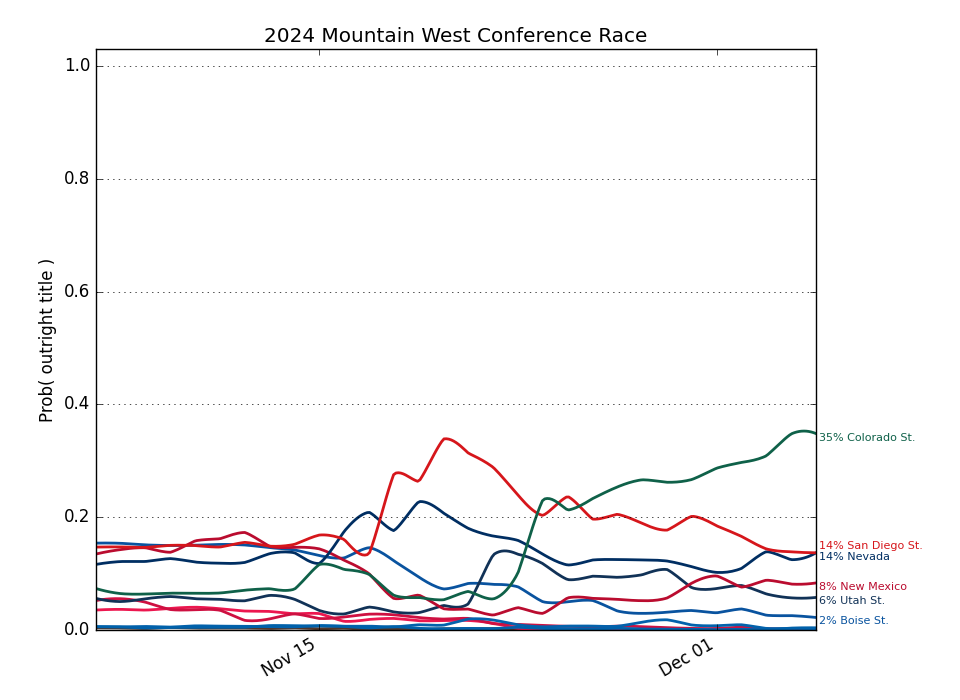 2024 Mountain West Conference Race
1.0
0.8
0.6
0.4
0.2
0.0
Prob( outright title )
35% Colorado St.
14% San Diego St.
14% Nevada
8% New Mexico
6% Utah St.
2% Boise St.
Nov 15
Dec 01